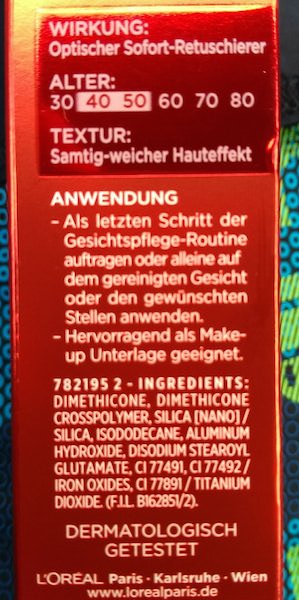 WIRKUNG:
Optischer Sofort-Retuschierer
ALTER:
30 40 50 60 70 80
TEXTUR:
Samtig-weicher Hauteffekt
ANWENDUNG
- Als letzten Schritt der
Gesichtspflege-Routine
auftragen oder alleine auf
dem gereinigten Gesicht
oder den gewünschten
Stellen anwenden.
- Hervorragend als Make-
up Unterlage geeignet.
782195 2 - INGREDIENTS:
DIMETHICONE, DIMETHICONE
CROSSPOLYMER, SILICA [NANO] /
SILICA, ISODODECANE, ALUMINUM
HYDROXIDE, DISODIUM STEAROYL
GLUTAMATE, CI 77491, CI 77492 /
IRON OXIDES, CI 77891 / TITANIUM
DIOXIDE. (F.I.L. B162851/2).
DERMATOLOGISCH
GETESTET
L'ORÉAL Paris · Karlsruhe · Wien
www.lorealparis.de